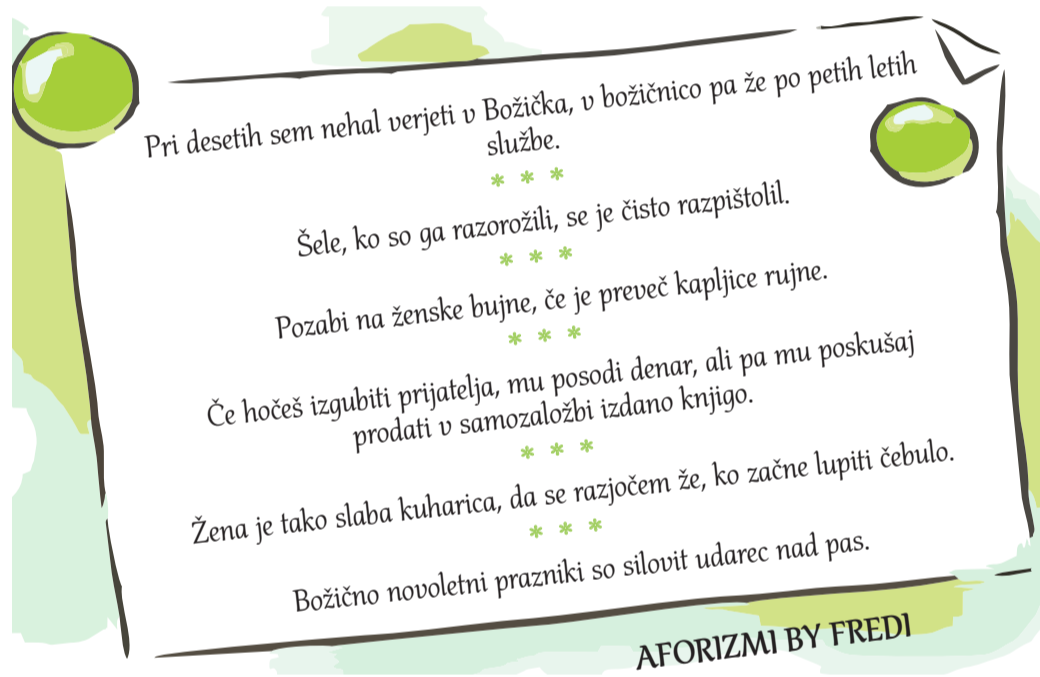 Pri desetih sem nehal verjeti v Božička, v božičnico pa že po petih letih
službe.
* * *
Šele, ko so ga razorožili, se je čisto razpištolil.
* * *
Pozabi na ženske bujne, če je preveč kapljice rujne.
* * *
Če hočeš izgubiti prijatelja, mu posodi denar, ali pa mu poskušaj
prodati v samozaložbi izdano knjigo.
* * *
Žena je tako slaba kuharica, da se razjočem že, ko začne lupiti čebulo.
* * *
Božično novoletni prazniki so silovit udarec nad pas.
AFORIZMI BY FREDI